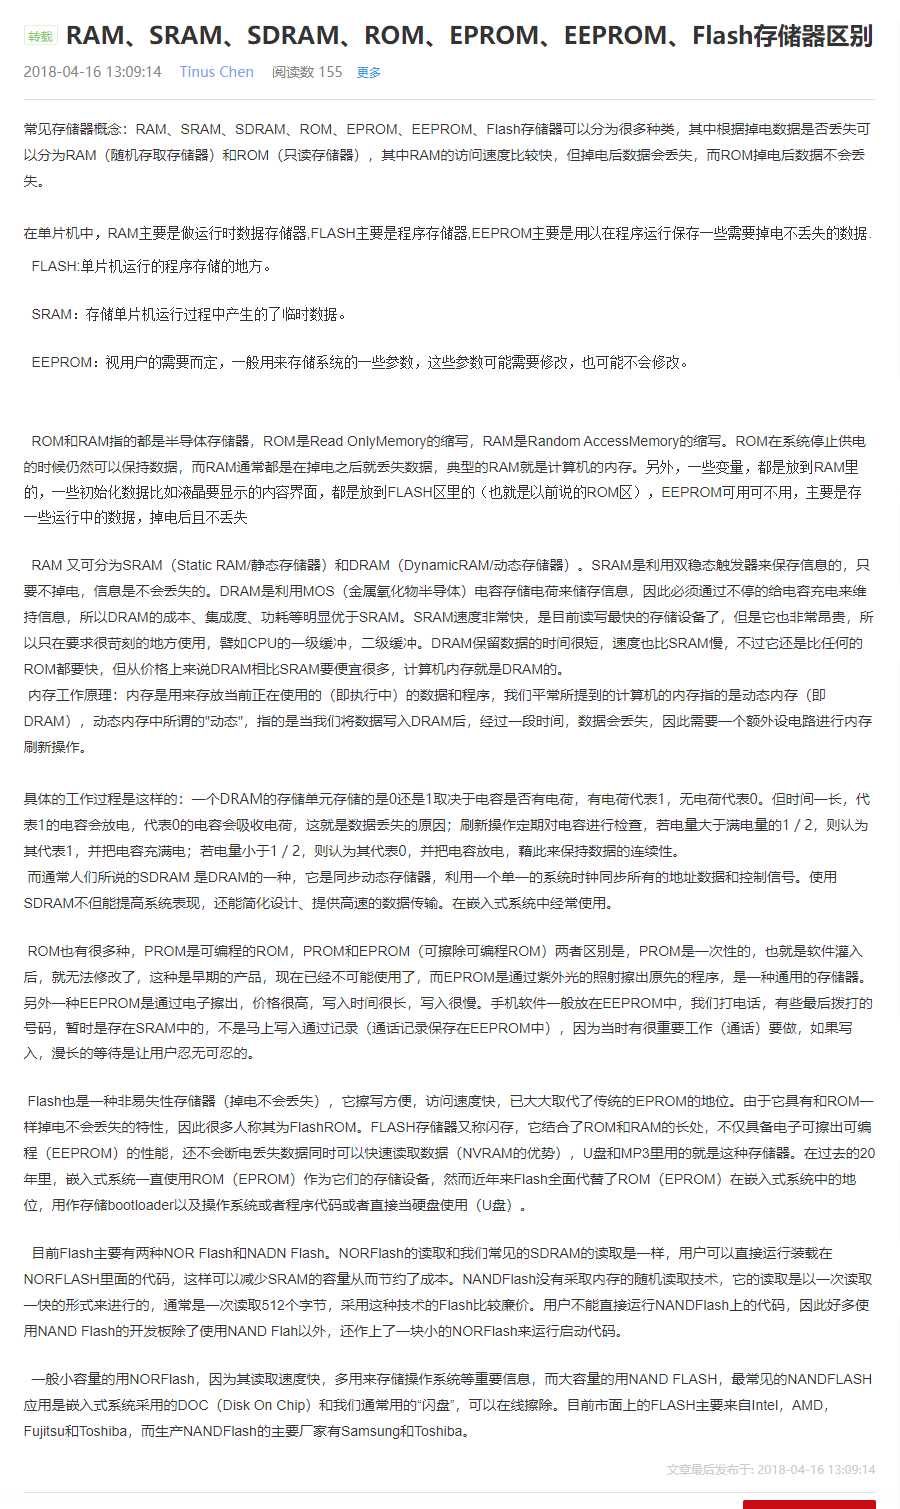 转载 RAM、SRAM、SDRAM、ROM、EPROM、EEPROM、Flash存储器区别
2018-04-16 13:09:14 Tinus Chen 阅读数 155 更多
常见存储器概念：RAM、SRAM、SDRAM、ROM、EPROM、EEPROM、Flash存储器可以分为很多种类，其中根据掉电数据是否丢失可
以分为RAM（随机存取存储器）和ROM（只读存储器），其中RAM的访问速度比较快，但掉电后数据会丢失，而ROM掉电后数据不会丢
失。
在单片机中，RAM主要是做运行时数据存储器,FLASH主要是程序存储器,EEPROM主要是用以在程序运行保存一些需要掉电不丢失的数据.
FLASH:单片机运行的程序存储的地方。
SRAM：存储单片机运行过程中产生的了临时数据。
EEPROM：视用户的需要而定，一般用来存储系统的一些参数，这些参数可能需要修改，也可能不会修改。
ROM和RAM指的都是半导体存储器，ROM是Read OnlyMemory的缩写，RAM是Random AccessMemory的缩写。ROM在系统停止供电
的时候仍然可以保持数据，而RAM通常都是在掉电之后就丢失数据，典型的RAM就是计算机的内存。另外，一些变量，都是放到RAM里
的，一些初始化数据比如液晶要显示的内容界面，都是放到FLASH区里的（也就是以前说的ROM区），EEPROM可用可不用，主要是存
一些运行中的数据，掉电后且不丢失
RAM 又可分为SRAM（Static RAM/静态存储器）和DRAM（DynamicRAM/动态存储器）。SRAM是利用双稳态触发器来保存信息的，只
要不掉电，信息是不会丢失的。DRAM是利用MOS（金属氧化物半导体）电容存储电荷来储存信息，因此必须通过不停的给电容充电来维
持信息，所以DRAM的成本、集成度、功耗等明显优于SRAM。SRAM速度非常快，是目前读写最快的存储设备了，但是它也非常昂贵，所
以只在要求很苛刻的地方使用，譬如CPU的一级缓冲，二级缓冲。DRAM保留数据的时间很短，速度也比SRAM慢，不过它还是比任何的
ROM都要快，但从价格上来说DRAM相比SRAM要便宜很多，计算机内存就是DRAM的。
内存工作原理：内存是用来存放当前正在使用的（即执行中）的数据和程序，我们平常所提到的计算机的内存指的是动态内存（即
DRAM），动态内存中所谓的"动态"，指的是当我们将数据写入DRAM后，经过一段时间，数据会丢失，因此需要一个额外设电路进行内存
刷新操作。
具体的工作过程是这样的：一个DRAM的存储单元存储的是0还是1取决于电容是否有电荷，有电荷代表1，无电荷代表0。但时间一长，代
表1的电容会放电，代表0的电容会吸收电荷，这就是数据丢失的原因；刷新操作定期对电容进行检查，若电量大于满电量的1／2，则认为
其代表1，并把电容充满电；若电量小于1／2，则认为其代表0，并把电容放电，藉此来保持数据的连续性。
而通常人们所说的SDRAM 是DRAM的一种，它是同步动态存储器，利用一个单一的系统时钟同步所有的地址数据和控制信号。使用
SDRAM不但能提高系统表现，还能简化设计、提供高速的数据传输。在嵌入式系统中经常使用。
ROM也有很多种，PROM是可编程的ROM，PROM和EPROM（可擦除可编程ROM）两者区别是，PROM是一次性的，也就是软件灌入
后，就无法修改了，这种是早期的产品，现在已经不可能使用了，而EPROM是通过紫外光的照射擦出原先的程序，是一种通用的存储器。
另外一种EEPROM是通过电子擦出，价格很高，写入时间很长，写入很慢。手机软件一般放在EEPROM中，我们打电话，有些最后拨打的
号码，暂时是存在SRAM中的，不是马上写入通过记录（通话记录保存在EEPROM中），因为当时有很重要工作（通话）要做，如果写
入，漫长的等待是让用户忍无可忍的。
Flash也是一种非易失性存储器（掉电不会丢失），它擦写方便，访问速度快，已大大取代了传统的EPROM的地位。由于它具有和ROM一
样掉电不会丢失的特性，因此很多人称其为FlashROM。FLASH存储器又称闪存，它结合了ROM和RAM的长处，不仅具备电子可擦出可编
程（EEPROM）的性能，还不会断电丢失数据同时可以快速读取数据（NVRAM的优势），U盘和MP3里用的就是这种存储器。在过去的20
年里，嵌入式系统一直使用ROM（EPROM）作为它们的存储设备，然而近年来Flash全面代替了ROM（EPROM）在嵌入式系统中的地
位，用作存储bootloader以及操作系统或者程序代码或者直接当硬盘使用（U盘）。
目前Flash主要有两种NOR Flash和NADN Flash。NORFlash的读取和我们常见的SDRAM的读取是一样，用户可以直接运行装载在
NORFLASH里面的代码，这样可以减少SRAM的容量从而节约了成本。NANDFlash没有采取内存的随机读取技术，它的读取是以一次读取
一快的形式来进行的，通常是一次读取512个字节，采用这种技术的Flash比较廉价。用户不能直接运行NANDFlash上的代码，因此好多使
用NAND Flash的开发板除了使用NAND Flah以外，还作上了一块小的NORFlash来运行启动代码。
一般小容量的用NORFlash，因为其读取速度快，多用来存储操作系统等重要信息，而大容量的用NAND FLASH，最常见的NANDFLASH
应用是嵌入式系统采用的DOC（Disk On Chip）和我们通常用的“闪盘”，可以在线擦除。目前市面上的FLASH主要来自Intel，AMD，
Fujitsu和Toshiba，而生产NANDFlash的主要厂家有Samsung和Toshiba。
文章最后发布于: 2018-04-16 13:09:14